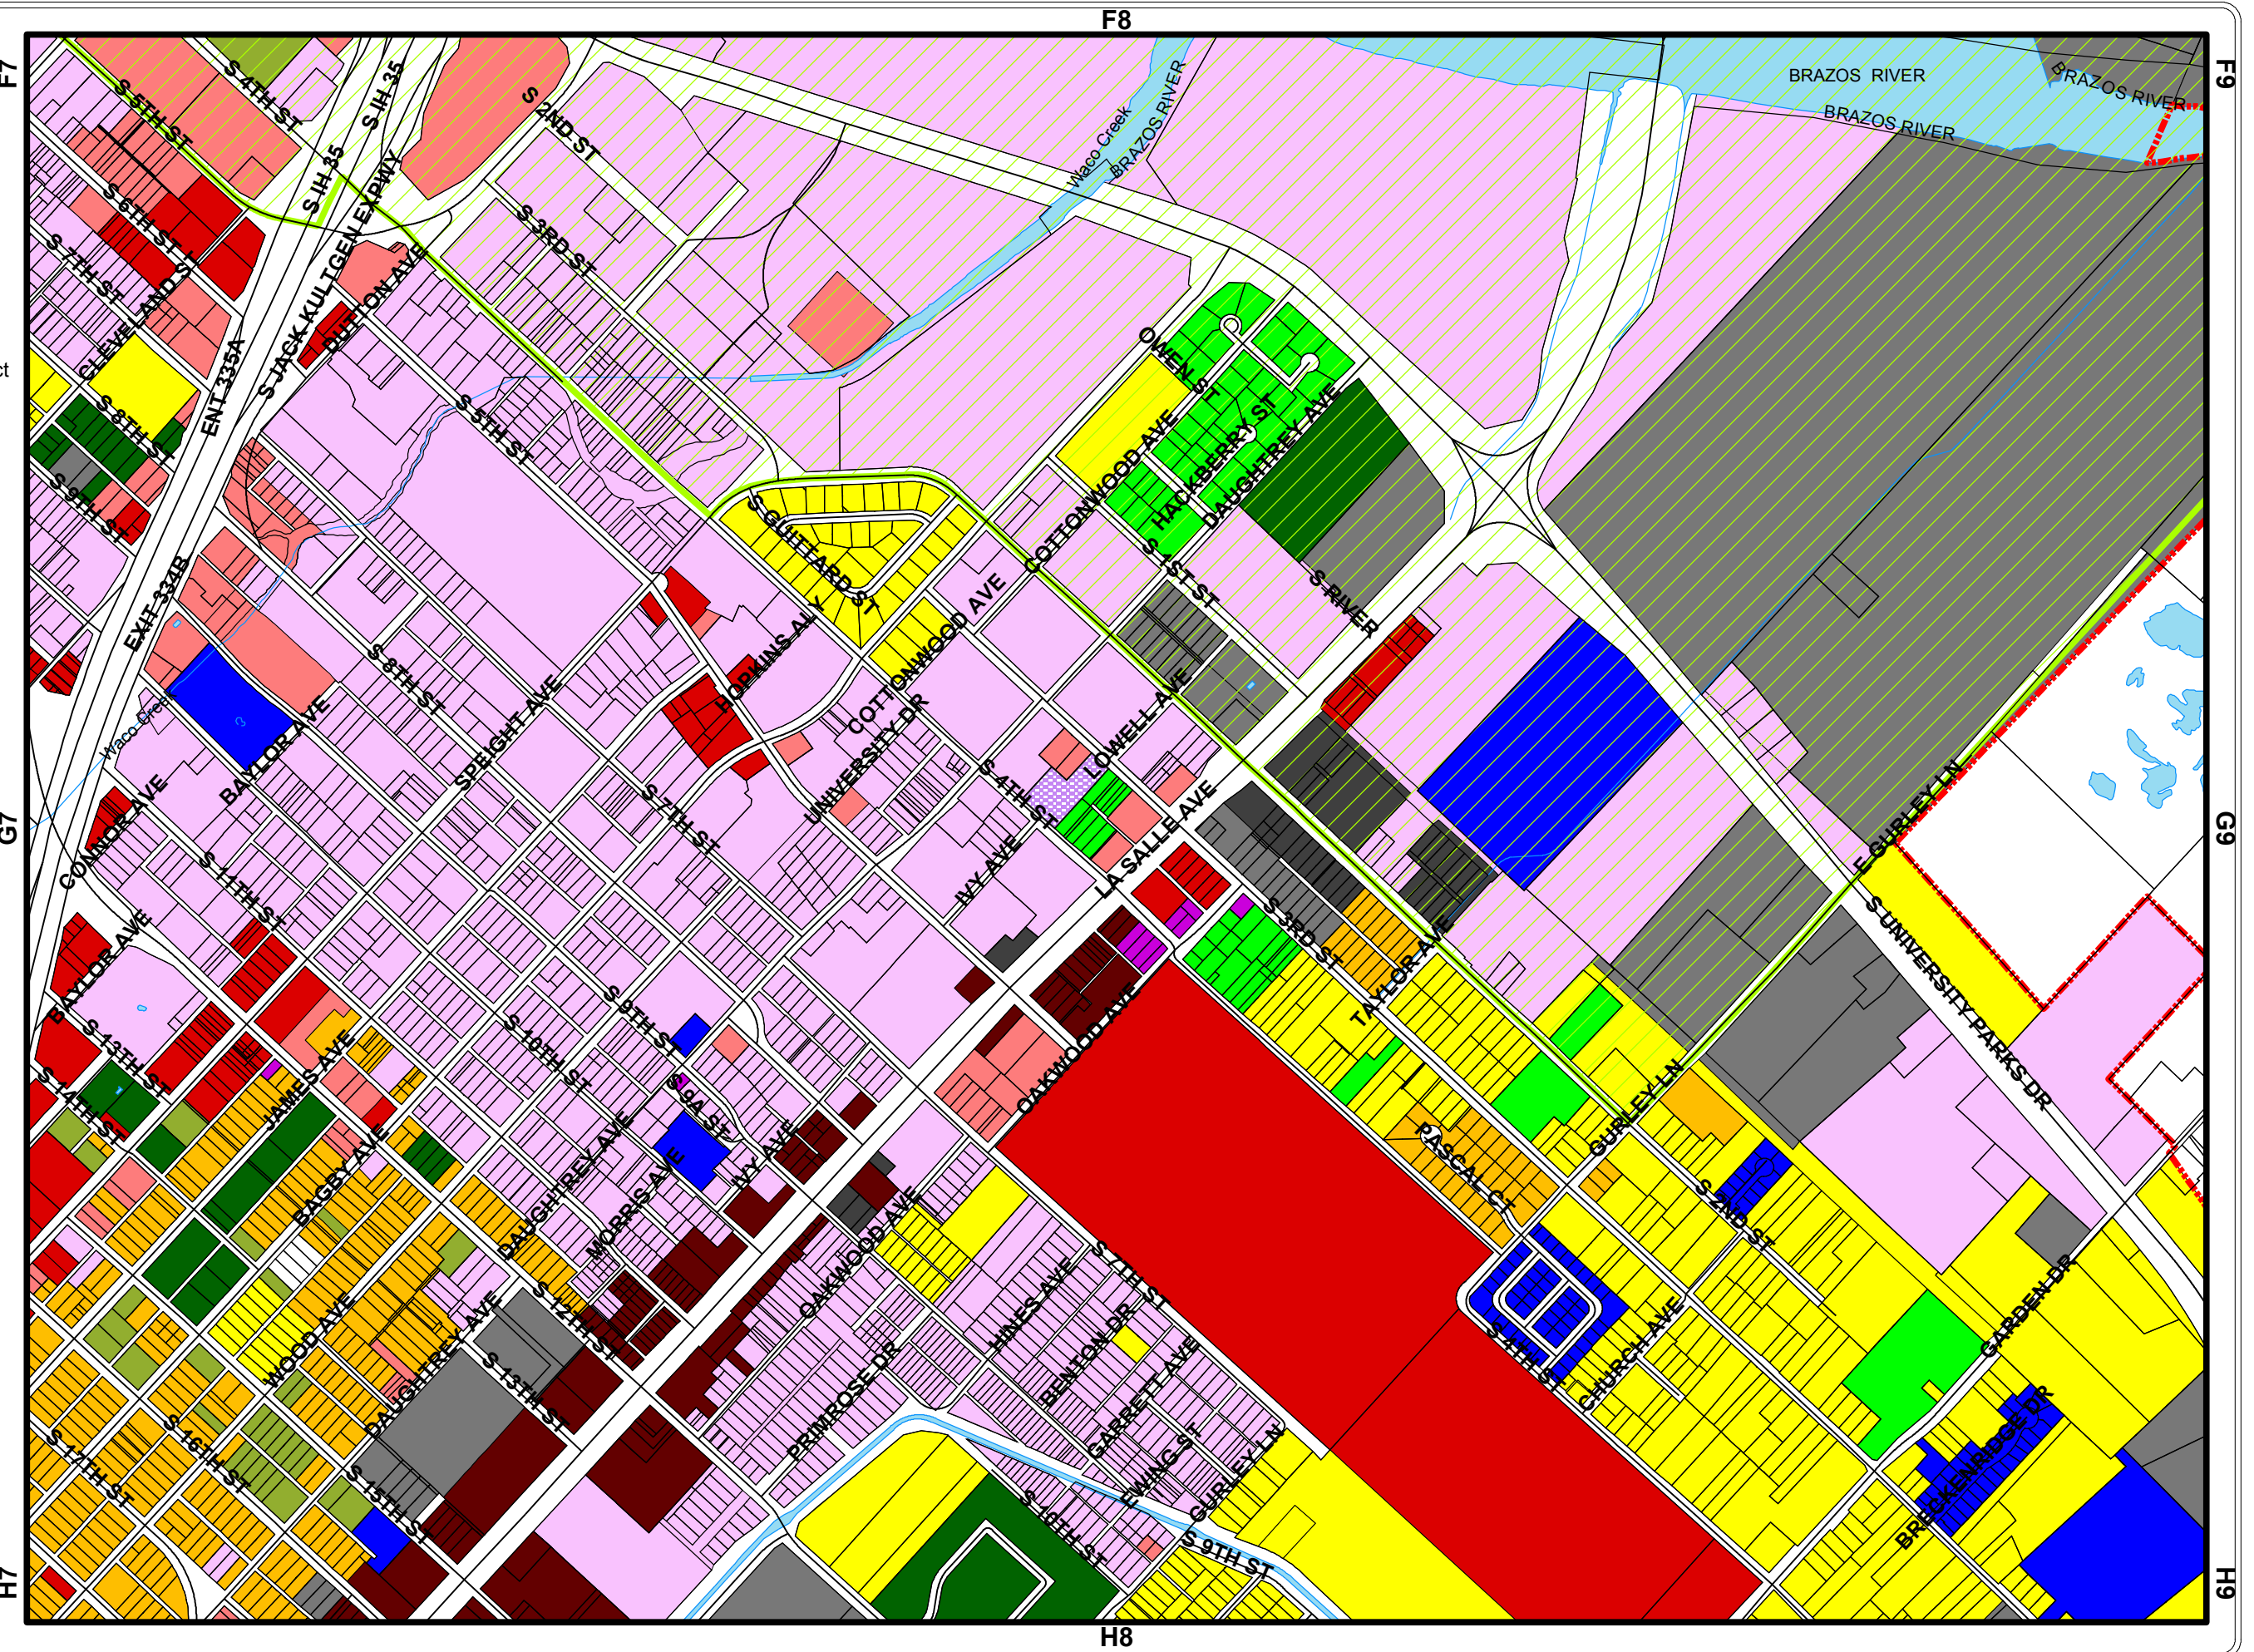 F8
F7
F9
S 4TH ST
S IH 35
S 5TH ST
S 2ND ST
BRAZOS RIVER
BRAZOS RIVER
BRAZOS RIVER
Waco Creek
BRAZOS RIVER
S IH 35
S 6TH ST
S 3RD ST
S 7TH ST
S JACK KULTGEN EXPWY
DUTTON AVE
CLEVELAND ST
ENT 335A
ct
OWEN ST
S 8TH ST
S 5TH ST
HACKBERRY ST
DAUGHTREY AVE
COTTONWOOD AVE
S 9TH ST
S GUITTARD ST
S 1ST ST
EXIT 334B
S RIVER
COTTONWOOD AVE
HOPKINS ALY
S 8TH ST
LOWELL AVE
Waco Creek
BAYLOR AVE
SPEIGHT AVE
UNIVERSITY DR
S 4TH ST
S 7TH ST
LA SALLE AVE
CONNOR AVE
G7
G9
E GURLEY LN
S 11TH ST
IVY AVE
S 3RD ST
TAYLOR AVE
BAYLOR AVE
S UNIVERSITY PARKS DR
S 9TH ST
S 10TH ST
S 13TH ST
JAMES AVE
OAKWOOD AVE
S 14TH ST
S 9A ST
GURLEY LN
BAGBY AVE
DAUGHTREY AVE
MORRIS AVE
IVY AVE
PASCAL CT
S 2ND ST
OAKWOOD AVE
S 7TH ST
S 12TH ST
HINES AVE
WOOD AVE
DAUGHTREY AVE
BENTON DR
GARDEN DR
S 4TH ST
CHURCH AVE
S 13TH ST
PRIMROSE DR
GARRETT AVE
S 16TH ST
S 17TH ST
S 15TH ST
EWING ST
GURLEY LN
BRECKENRIDGE DR
S 10TH ST
S 9TH ST
H7
H9
H8